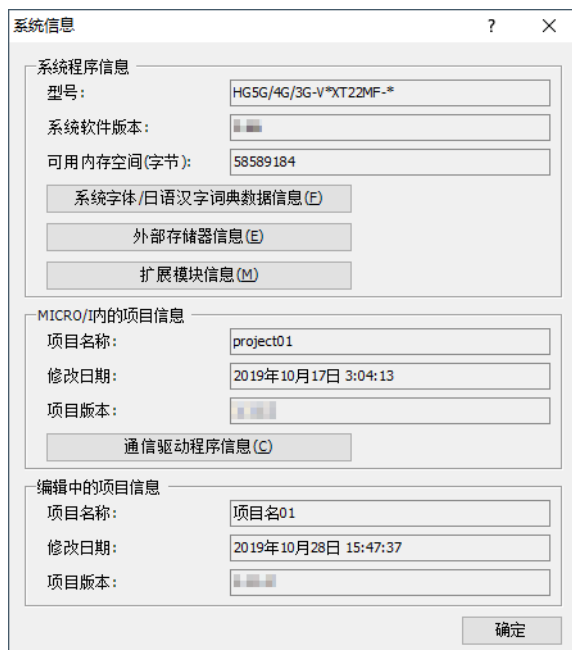 系统信息
系统程序信息
型号: HG5G/4G/3G-V*XT22MF-*
系统软件版本:
可用内存空间(字节): 58589184
系统字体/日语汉字词典数据信息(F)
外部存储器信息(E)
扩展模块信息(M)
MICRO/I内的项目信息
项目名称: project01
修改日期: 2019年10月17日 3:04:13
项目版本:
通信驱动程序信息(C)
编辑中的项目信息
项目名称: 项目名01
修改日期: 2019年10月28日 15:47:37
项目版本:
确定